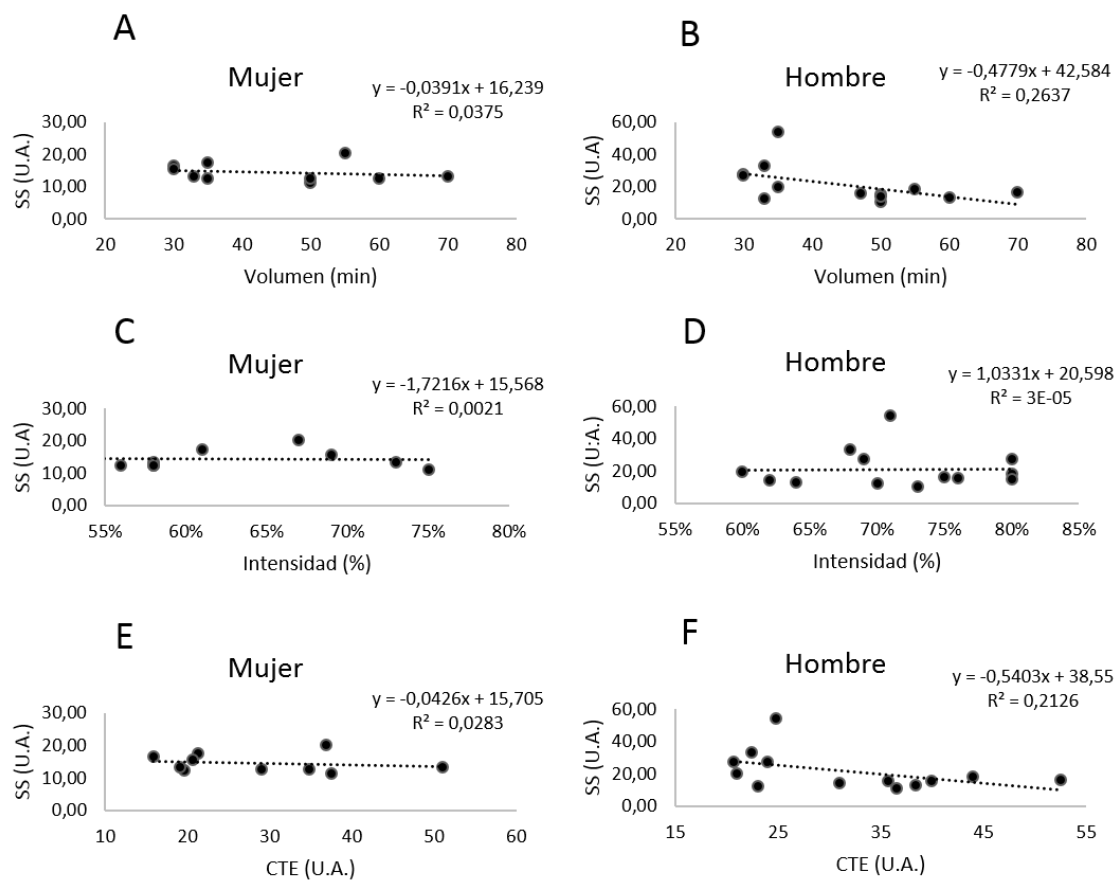 A
Mujer
y = -0,0391x + 16,239
R² = 0,0375
SS (U.A.)
30,00
20,00
10,00
0,00
20 30 40 50 60 70 80
Volumen (min)
B
Hombre
y = -0,4779x + 42,584
R² = 0,2637
SS (U.A)
60,00
40,00
20,00
0,00
20 30 40 50 60 70 80
Volumen (min)
C
Mujer
y = -1,7216x + 15,568
R² = 0,0021
SS (U.A)
30,00
20,00
10,00
0,00
55% 60% 65% 70% 75% 80%
Intensidad (%)
D
Hombre
y = 1,0331x + 20,598
R² = 3E-05
SS (U:A.)
60,00
40,00
20,00
0,00
55% 60% 65% 70% 75% 80% 85%
Intensidad (%)
E
Mujer
y = -0,0426x + 15,705
R² = 0,0283
SS (U.A.)
30,00
20,00
10,00
0,00
10 20 30 40 50 60
CTE (U.A.)
F
Hombre
y = -0,5403x + 38,55
R² = 0,2126
SS (U.A.)
60,00
40,00
20,00
0,00
15 25 35 45 55
CTE (U.A.)